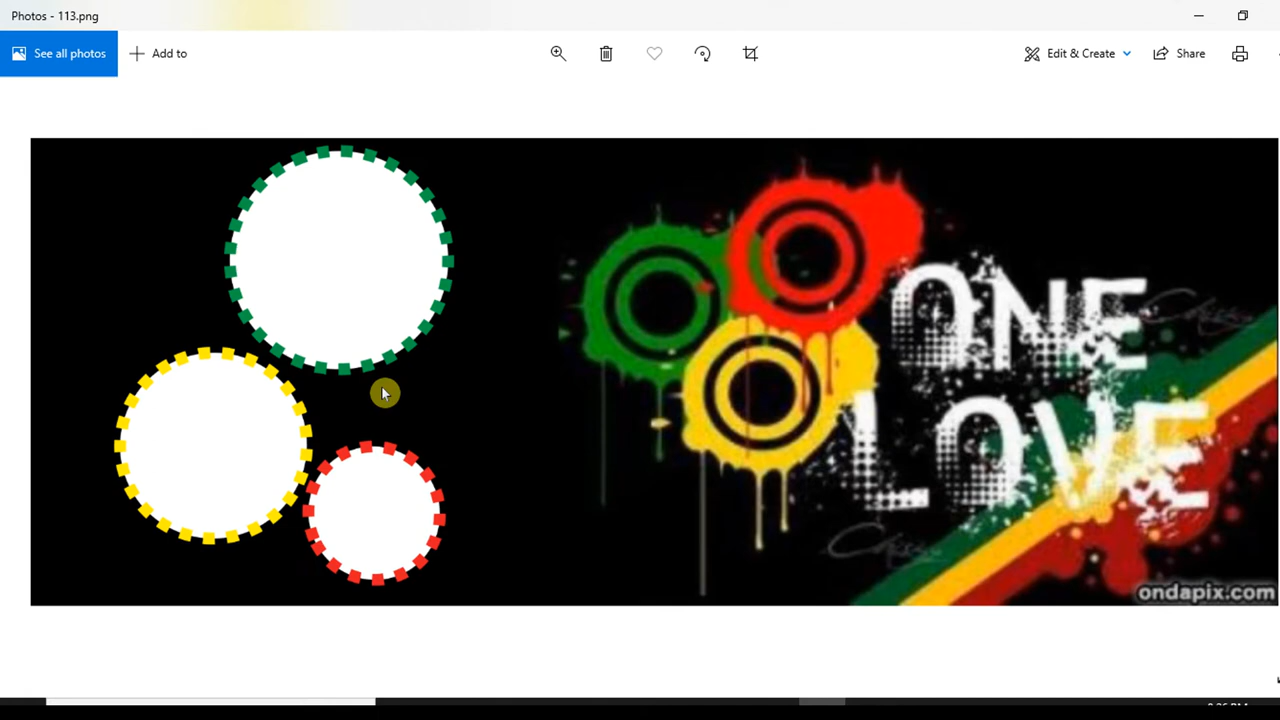 Photos - 113.png
See all photos
Add to
Edit & Create
Share
ONE
LOVE
ondapix.com